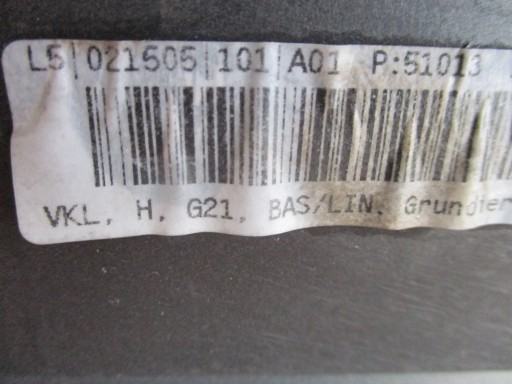 L5|021505|101|A01 P:51013
VKL, H, G21, BAS/LIN, Grundier